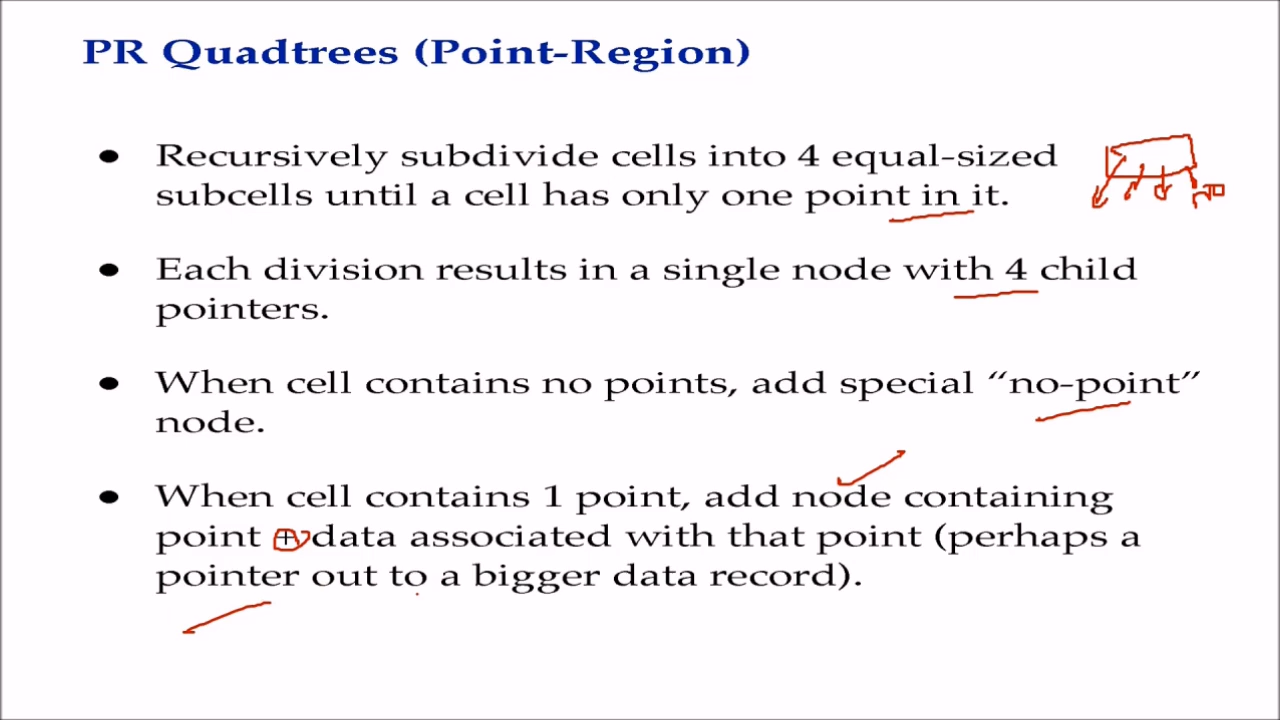 PR Quadtrees (Point-Region)
● Recursively subdivide cells into 4 equal-sized
subcells until a cell has only one point in it.
● Each division results in a single node with 4 child
pointers.
● When cell contains no points, add special “no-point”
node.
● When cell contains 1 point, add node containing
point + data associated with that point (perhaps a
pointer out to a bigger data record).